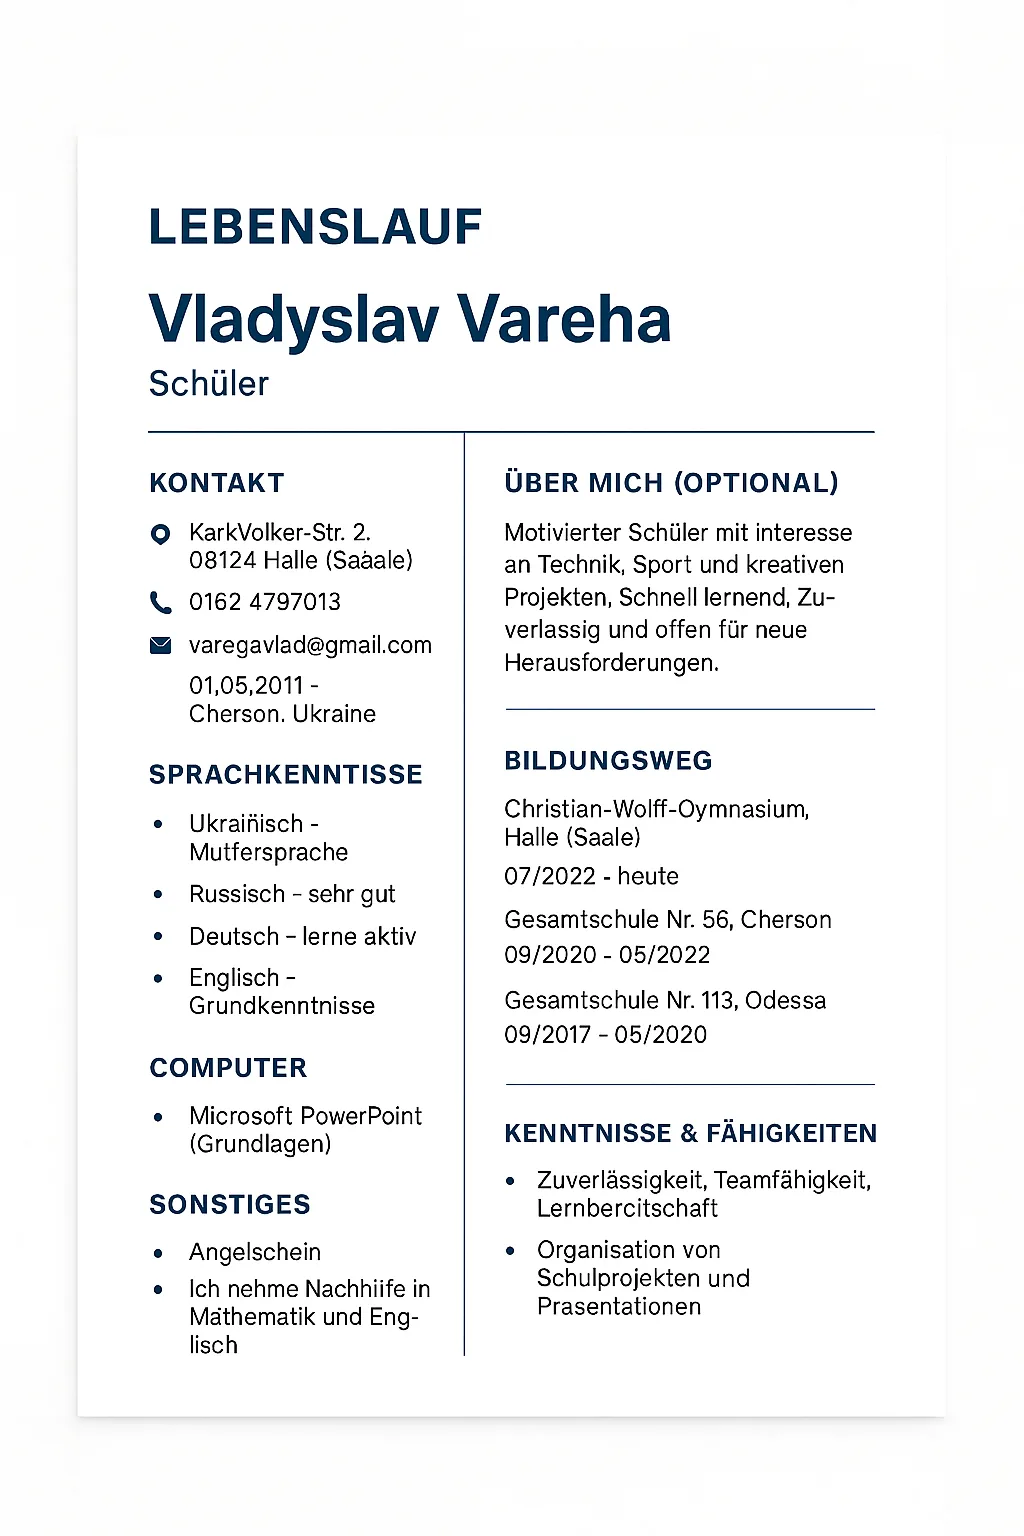 LEBENSLAUF
Vladyslav Vareha
Schüler
KONTAKT
KarkVolker-Str. 2.
08124 Halle (Saȧale)
0162 4797013
varegavlad@gmail.com
01,05,2011 -
Cherson. Ukraine
SPRACHKENNTISSE
• Ukraiñisch -
Mutfersprache
• Russisch - sehr gut
• Deutsch - lerne aktiv
• Englisch -
Grundkenntnisse
COMPUTER
• Microsoft PowerPoint
(Grundlagen)
SONSTIGES
• Angelschein
• Ich nehme Nachhiife in
Mathematik und Eng-
lisch
ÜBER MICH (OPTIONAL)
Motivierter Schüler mit interesse
an Technik, Sport und kreativen
Projekten, Schnell lernend, Zu-
verlassig und offen für neue
Herausforderungen.
BILDUNGSWEG
Christian-Wolff-Oymnasium,
Halle (Saale)
07/2022 - heute
Gesamtschule Nr. 56, Cherson
09/2020 - 05/2022
Gesamtschule Nr. 113, Odessa
09/2017 - 05/2020
KENNTNISSE & FÄHIGKEITEN
• Zuverlässigkeit, Teamfähigkeit,
Lernbercitschaft
• Organisation von
Schulprojekten und
Prasentationen